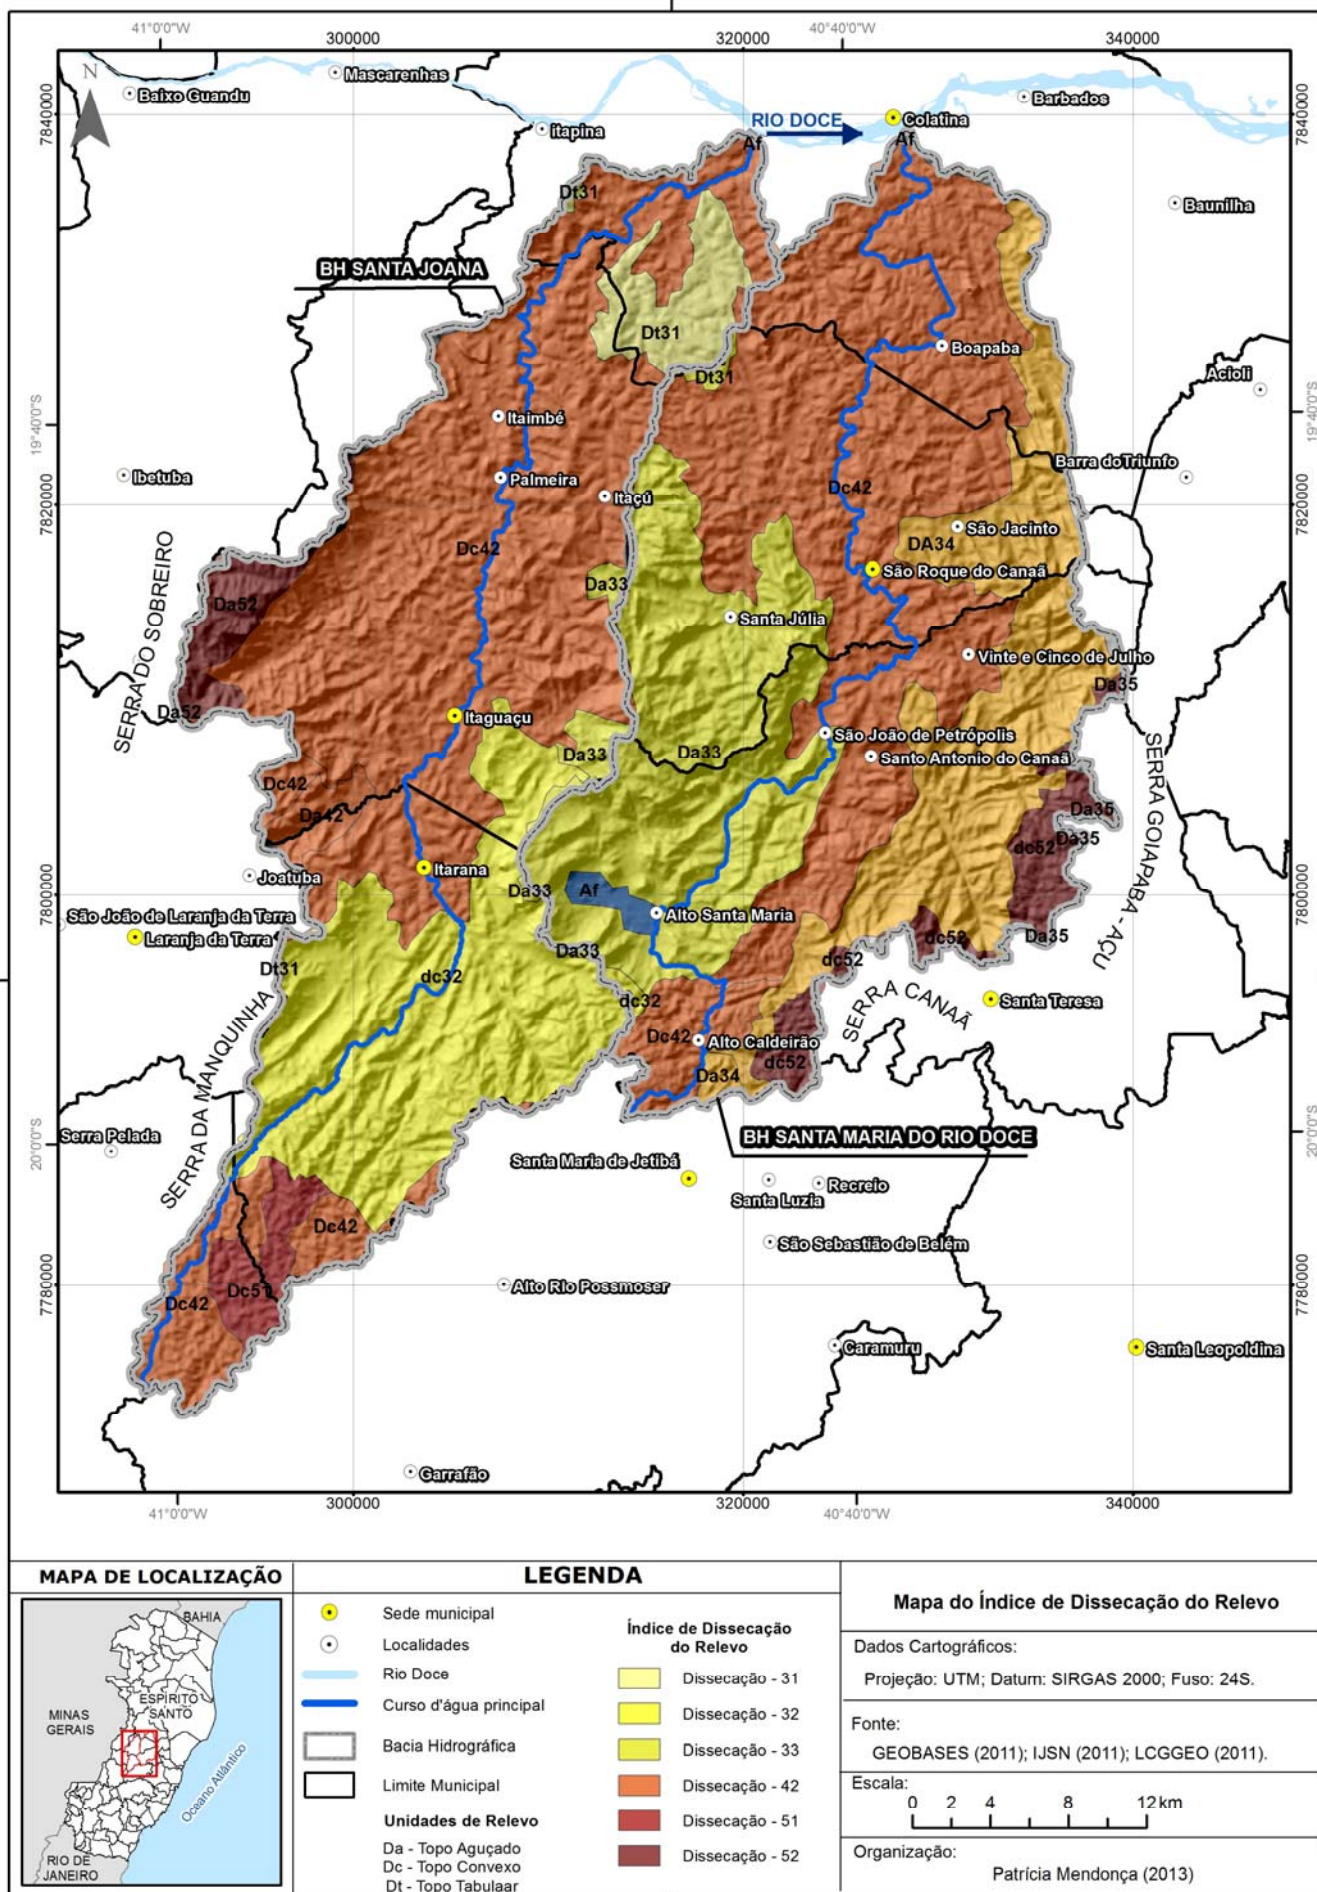 41°0'0"W
40°40'0"W
300000
320000
340000
N
Mascarenhas
Baixo Guandu
Barbados
7840000
RIO DOCE
Colatina
7840000
itapina
Af
Af
Dt31
Baunilha
BH SANTA JOANA
Dt31
Boapaba
Dt31
Acioli
19°40'0"S
19°40'0"S
Itaimbé
Barra doTriunfo
Ibetuba
Palmeira
Dc42
Itaçú
7820000
7820000
São Jacinto
DA34
Dc42
São Roque do Canaã
Da33
Da52
Santa Júlia
SERRA DO SOBREIRO
Vinte e Cinco de Julho
Da35
Da52
Itaguaçu
São João de Petrópolis
Da33
Da33
Santo Antonio do Canaã
SERRA GOIAPABA - AÇU
Dc42
Da42
Da35
Da35
dc52
Itarana
Joatuba
Da33
Af
7800000
7800000
São João de Laranja da Terra
Alto Santa Maria
Laranja da Terra
dc52
Da35
Da33
dc52
Dt31
dc32
dc32
Santa Teresa
SERRA CANAÃ
SERRA DA MANQUINHA
Dc42
Alto Caldeirão
dc52
Da34
Serra Pelada
20°0'0"S
20°0'0"S
BH SANTA MARIA DO RIO DOCE
Santa Maria de Jetibá
Santa Luzia
Recreio
Dc42
São Sebastião de Belém
7780000
7780000
Alto Rio Possmoser
Dc51
Dc42
Caramuru
Santa Leopoldina
Garrafão
300000
320000
340000
41°0'0"W
40°40'0"W
MAPA DE LOCALIZAÇÃO
BAHIA
MINAS
GERAIS
ESPÍRITO
SANTO
Oceano Atlântico
RIO DE
JANEIRO
LEGENDA
Sede municipal
Localidades
Rio Doce
Curso d'água principal
Bacia Hidrográfica
Limite Municipal
Unidades de Relevo
Da - Topo Aguçado
Dc - Topo Convexo
Dt - Topo Tabulaar
Índice de Dissecação
do Relevo
Dissecação - 31
Dissecação - 32
Dissecação - 33
Dissecação - 42
Dissecação - 51
Dissecação - 52
Mapa do Índice de Dissecação do Relevo
Dados Cartográficos:
Projeção: UTM; Datum: SIRGAS 2000; Fuso: 24S.
Fonte:
GEOBASES (2011); IJSN (2011); LCGGEO (2011).
Escala:
0 2 4 8 12 km
Organização:
Patrícia Mendonça (2013)